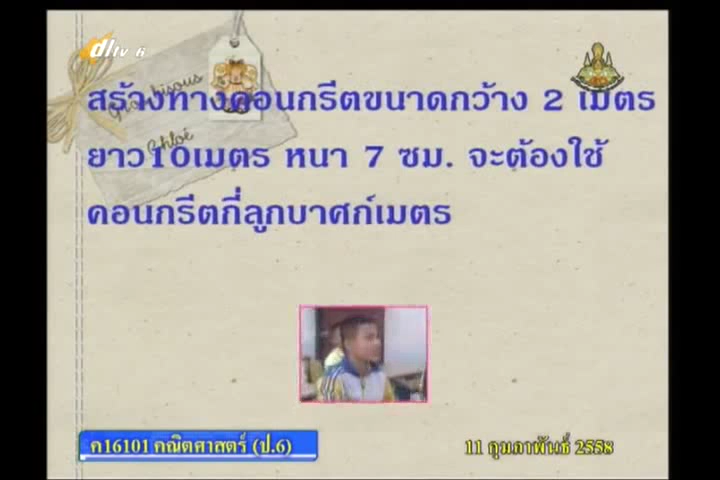 dltv 6
สร้างทางคอนกรีตขนาดกว้าง 2 เมตร
ยาว10เมตร หนา 7 ซม. จะต้องใช้
คอนกรีตกี่ลูกบาศก์เมตร
Chloé
ค16101 คณิตศาสตร์ (ป.6)
11 กุมภาพันธ์ 2558